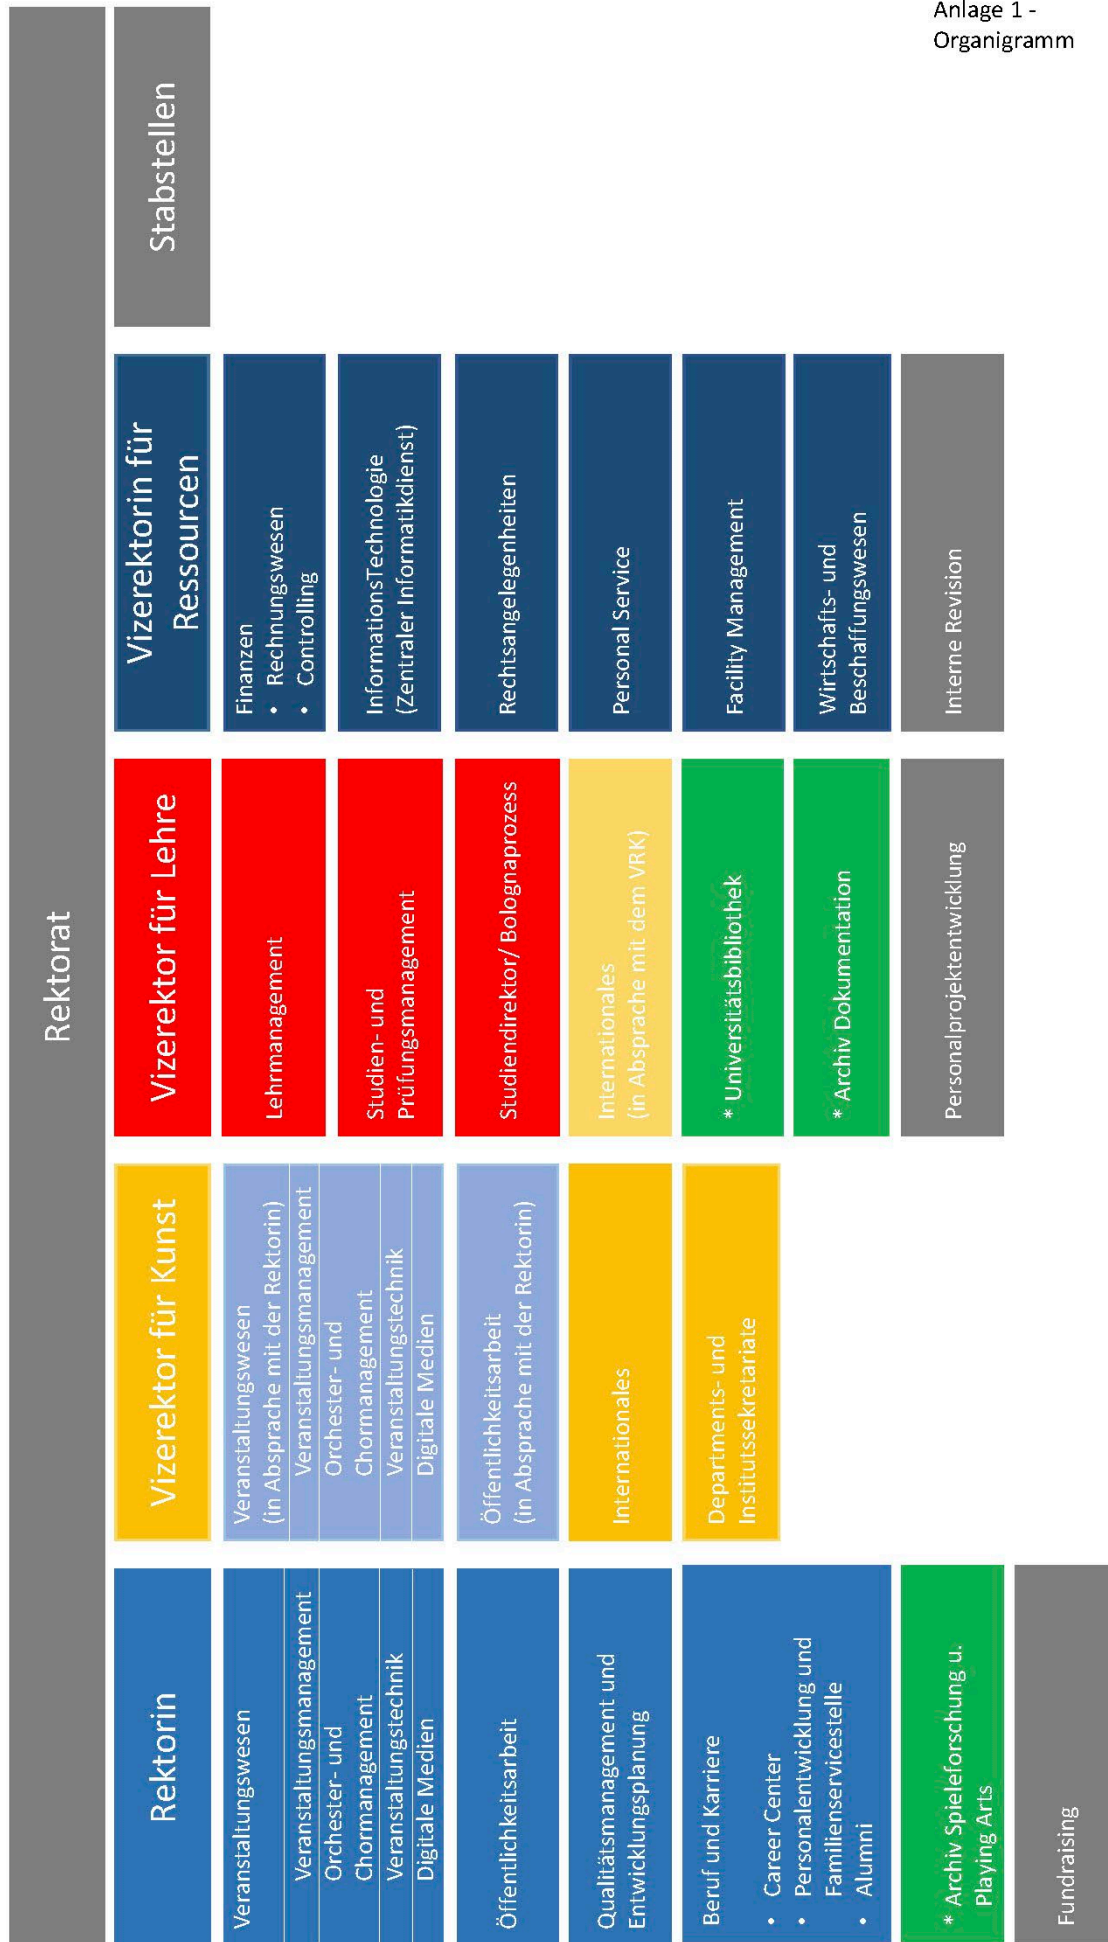 Anlage 1 -
Organigramm
Rektorat
Rektorin
Veranstaltungswesen
Veranstaltungsmanagement
Orchester- und
Chormanagement
Veranstaltungstechnik
Digitale Medien
Öffentlichkeitsarbeit
Qualitätsmanagement und
Entwicklungsplanung
Beruf und Karriere
• Career Center
• Personalentwicklung und
Familienservicestelle
• Alumni
* Archiv Spieleforschung u.
Playing Arts
Fundraising
Vizerektor für Kunst
Veranstaltungswesen
(in Absprache mit der Rektorin)
Veranstaltungsmanagement
Orchester- und
Chormanagement
Veranstaltungstechnik
Digitale Medien
Öffentlichkeitsarbeit
(in Absprache mit der Rektorin)
Internationales
Departments- und
Institutssekretariate
Vizerektor für Lehre
Lehrmanagement
Studien- und
Prüfungsmanagement
Studiendirektor/ Bolognaprozess
Internationales
(in Absprache mit dem VRK)
* Universitätsbibliothek
* Archiv Dokumentation
Personalprojektentwicklung
Vizerektorin für
Ressourcen
Finanzen
• Rechnungswesen
• Controlling
InformationsTechnologie
(Zentraler Informatikdienst)
Rechtsangelegenheiten
Personal Service
Facility Management
Wirtschafts- und
Beschaffungswesen
Interne Revision
Stabstellen